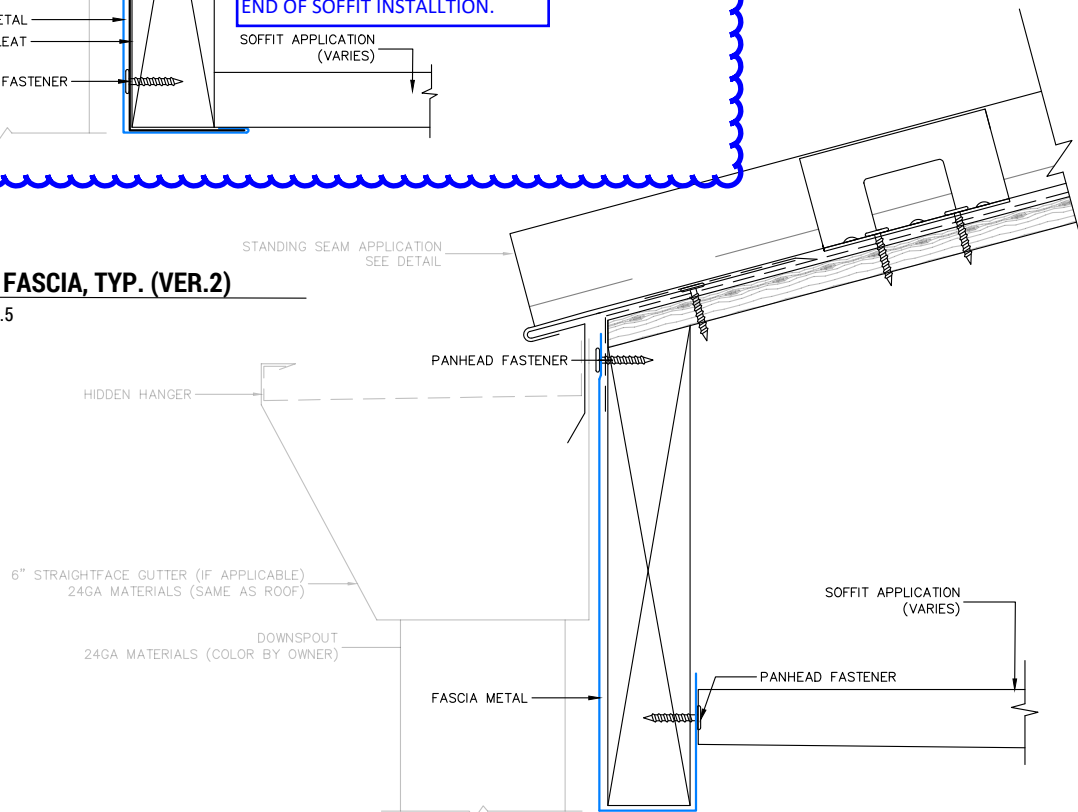 END OF SOFFIT INSTALLTION.
ETAL
EAT
SOFFIT APPLICATION
(VARIES)
FASTENER
STANDING SEAM APPLICATION
SEE DETAIL
FASCIA, TYP. (VER.2)
.5
PANHEAD FASTENER
HIDDEN HANGER
6" STRAIGHTFACE GUTTER (IF APPLICABLE)
24GA MATERIALS (SAME AS ROOF)
SOFFIT APPLICATION
(VARIES)
DOWNSPOUT
24GA MATERIALS (COLOR BY OWNER)
PANHEAD FASTENER
FASCIA METAL